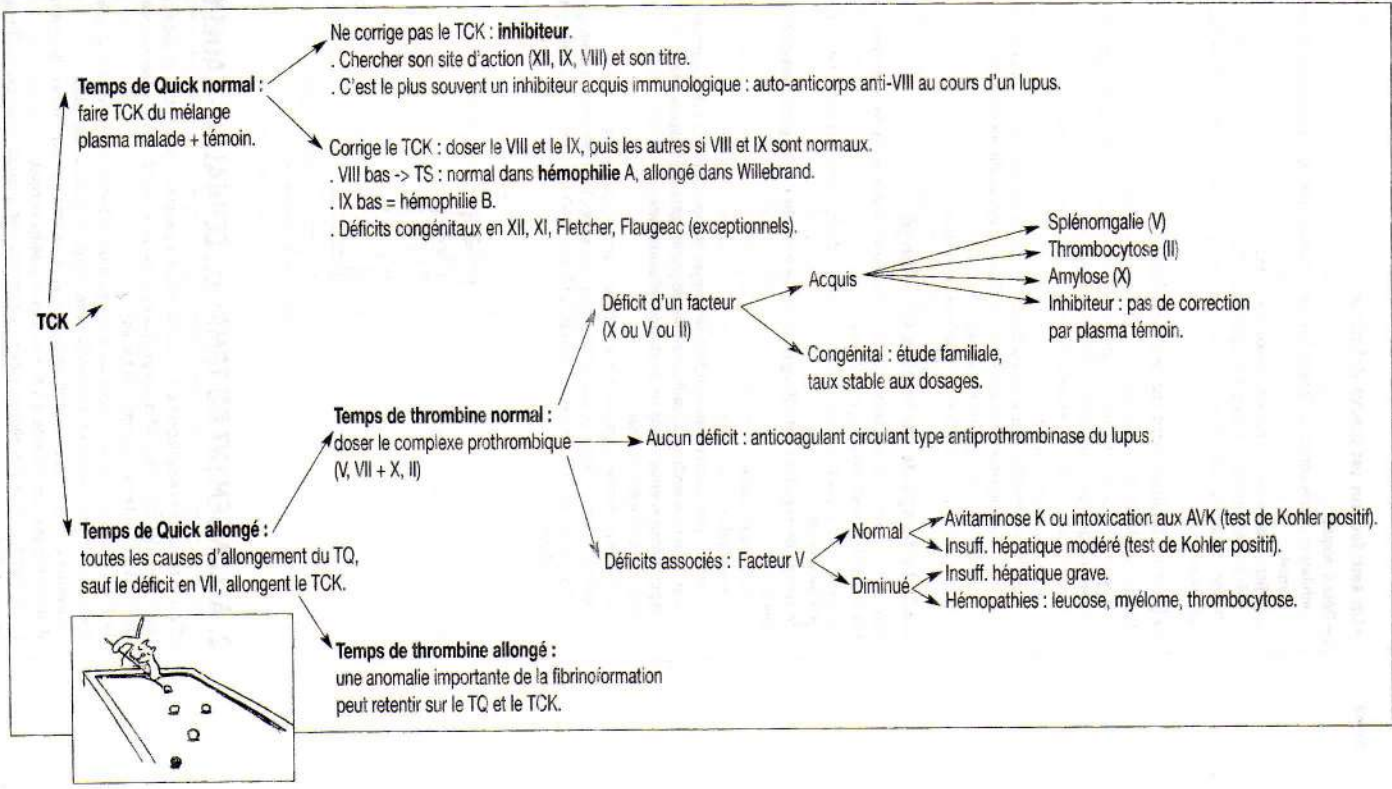 Ne corrige pas le TCK : inhibiteur.
. Chercher son site d'action (XII, IX, VIII) et son titre.
. C'est le plus souvent un inhibiteur acquis immunologique : auto-anticorps anti-VIII au cours d'un lupus.
Temps de Quick normal :
faire TCK du mélange
plasma malade + témoin.
Corrige le TCK : doser le VIII et le IX, puis les autres si VIII et IX sont normaux.
. VIII bas -> TS : normal dans hémophilie A, allongé dans Willebrand.
. IX bas = hémophilie B.
. Déficits congénitaux en XII, XI, Fletcher, Flaugeac (exceptionnels).
TCK
Splénorngalie (V)
Thrombocytose (II)
Amylose (X)
Inhibiteur : pas de correction
par plasma témoin.
Acquis
Déficit d'un facteur
(X ou V ou II)
Congénital : étude familiale,
taux stable aux dosages.
Temps de thrombine normal :
doser le complexe prothrombique
(V, VII + X, II)
Aucun déficit : anticoagulant circulant type antiprothrombinase du lupus
Temps de Quick allongé :
toutes les causes d'allongement du TQ,
sauf le déficit en VII, allongent le TCK.
Déficits associés : Facteur V
Normal
Avitaminose K ou intoxication aux AVK (test de Kohler positif).
Insuff. hépatique modéré (test de Kohler positif).
Diminué
Insuff. hépatique grave.
Hémopathies : leucose, myélome, thrombocytose.
Temps de thrombine allongé :
une anomalie importante de la fibrinoformation
peut retentir sur le TQ et le TCK.